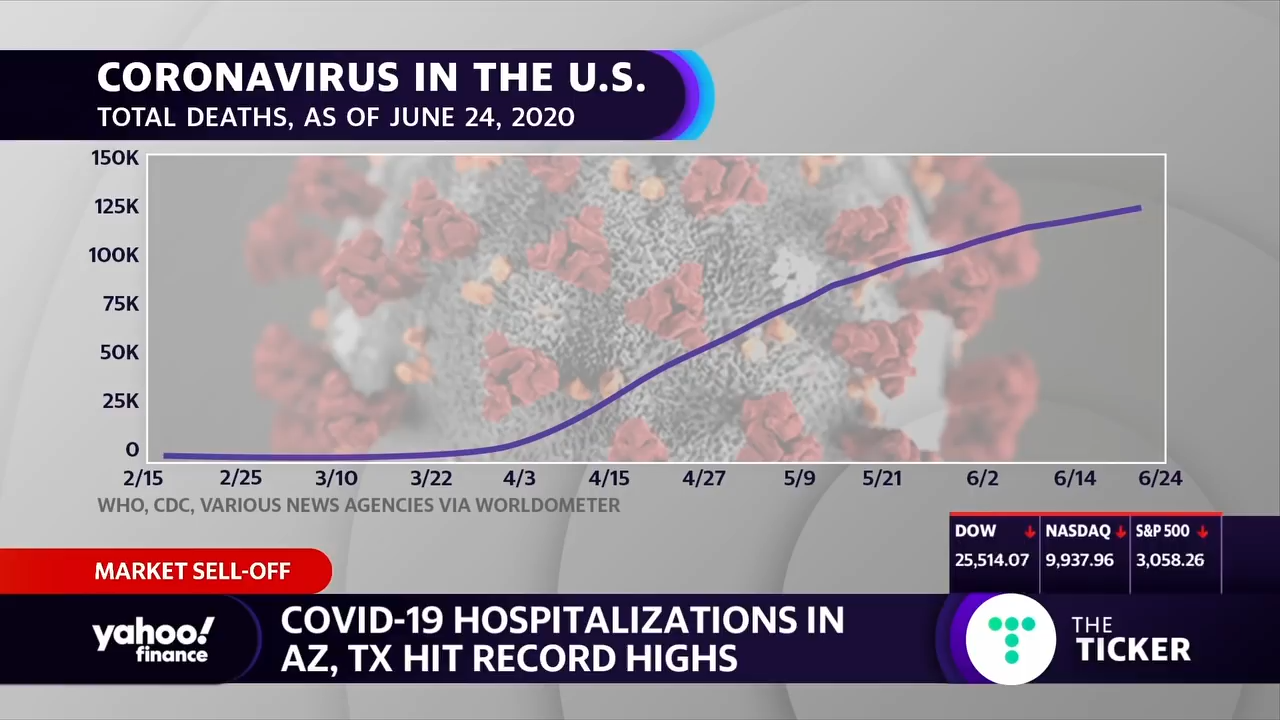 CORONAVIRUS IN THE U.S.
TOTAL DEATHS, AS OF JUNE 24, 2020
150K
125K
100K
75K
50K
25K
0
2/15 2/25 3/10 3/22 4/3 4/15 4/27 5/9 5/21 6/2 6/14 6/24
WHO, CDC, VARIOUS NEWS AGENCIES VIA WORLDOMETER
DOW NASDAQ S&P 500
25,514.07 9,937.96 3,058.26
MARKET SELL-OFF
yahoo!
finance
COVID-19 HOSPITALIZATIONS IN
AZ, TX HIT RECORD HIGHS
THE
TICKER